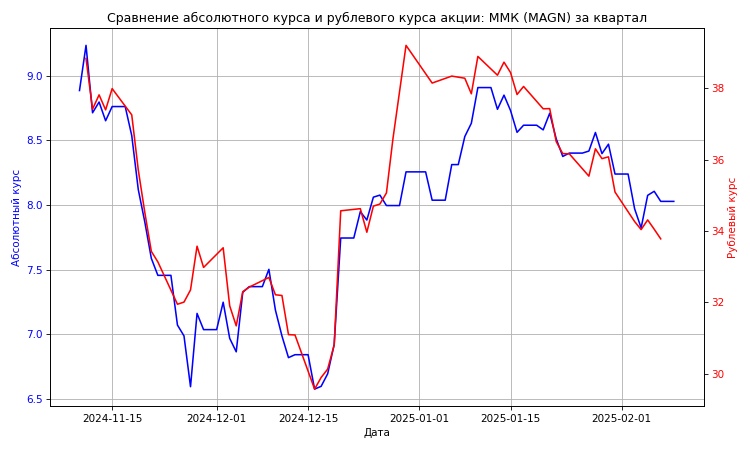 Сравнение абсолютного курса и рублевого курса акции: ММК (MAGN) за квартал
Абсолютный курс
9.0
8.5
8.0
7.5
7.0
6.5
38
36
34
32
30
Рублевый курс
2024-11-15 2024-12-01 2024-12-15 2025-01-01 2025-01-15 2025-02-01
Дата